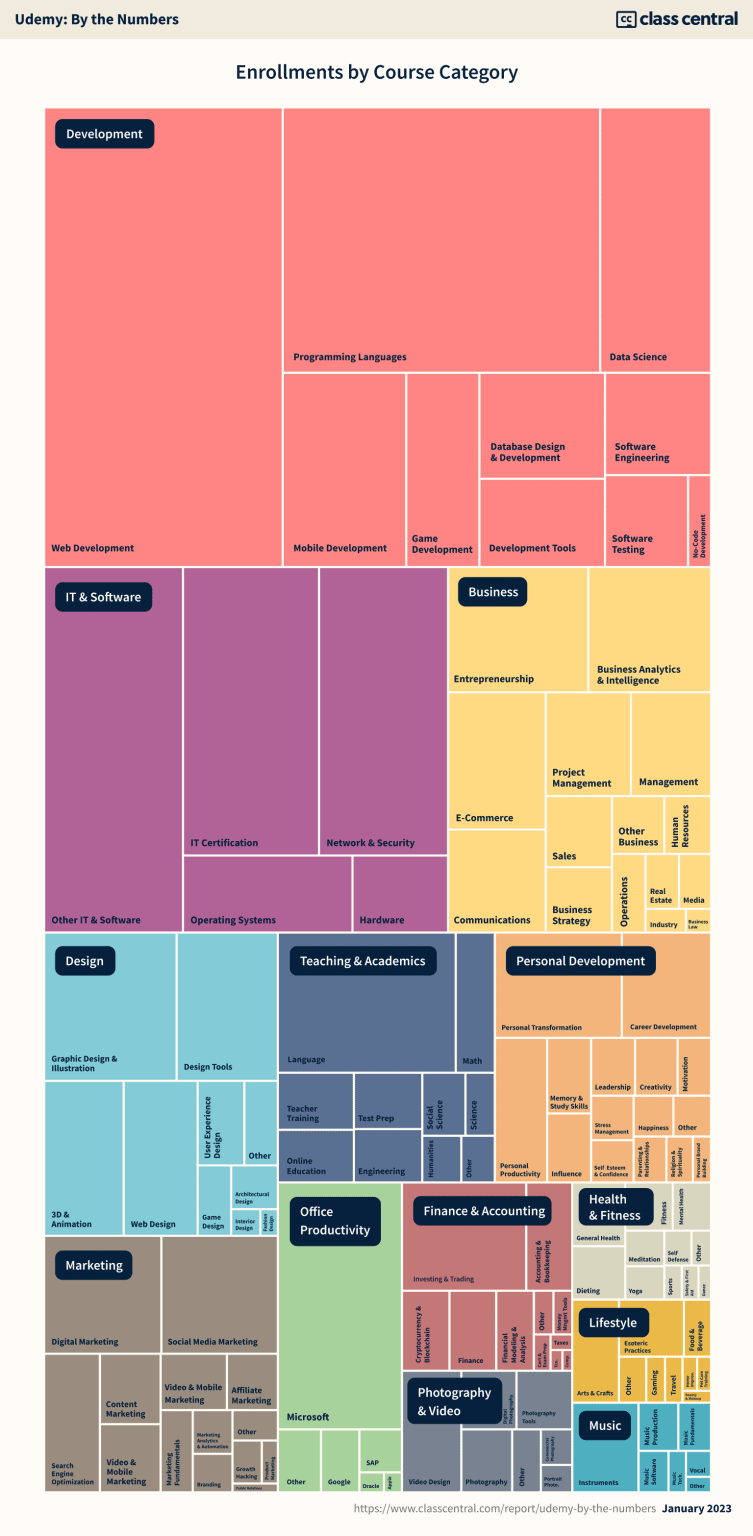 Udemy: By the Numbers
class central
Enrollments by Course Category
Development
Web Development
Programming Languages
Data Science
Mobile Development
Game
Development
Database Design
& Development
Development Tools
Software
Engineering
Software
Testing
No-Code
Development
IT & Software
Other IT & Software
IT Certification
Network & Security
Operating Systems
Hardware
Business
Entrepreneurship
Business Analytics
& Intelligence
E-Commerce
Communications
Project
Management
Management
Sales
Business
Strategy
Other
Business
Human
Resources
Operations
Real
Estate
Media
Industry
Business
Law
Design
Graphic Design &
Illustration
Design Tools
3D &
Animation
Web Design
User Experience
Design
Other
Game
Design
Architectural
Design
Interior
Design
Fashion
Design
Teaching & Academics
Language
Math
Teacher
Training
Test Prep
Social
Science
Science
Online
Education
Engineering
Humanities
Other
Personal Development
Personal Transformation
Career Development
Personal
Productivity
Memory &
Study Skills
Influence
Leadership
Creativity
Motivation
Stress
Management
Happiness
Other
Self Esteem
& Confidence
Parenting &
Relationships
Religion &
Spirituality
Personal Brand
Building
Marketing
Digital Marketing
Social Media Marketing
Search
Engine
Optimization
Content
Marketing
Video &
Mobile
Marketing
Video & Mobile
Marketing
Affiliate
Marketing
Marketing
Fundamentals
Marketing
Analytics
& Automation
Branding
Other
Growth
Hacking
Product
Marketing
Public Relations
Office
Productivity
Microsoft
Other
Google
SAP
Oracle
Apple
Finance & Accounting
Investing & Trading
Accounting &
Bookkeeping
Cryptocurrency &
Blockchain
Finance
Financial
Modeling &
Analysis
Other
Money
Mngmt Tools
Taxes
Cert &
Exam Prep
Ecn.
Comp
Photography
& Video
Video Design
Photography
Digital
Photography
Photography
Tools
Other
Commercial
Photography
Portrait
Photo.
Health
& Fitness
General Health
Fitness
Mental Health
Dieting
Meditation
Self
Defense
Other
Yoga
Sports
Safety & First
Aid
Dance
Lifestyle
Arts & Crafts
Esoteric
Practices
Food &
Beverage
Other
Gaming
Travel
Home
Improv.
Pet Care
Training
Beauty
& Makeup
Music
Instruments
Music
Production
Music
Fundamentals
Music
Software
Music
Tech.
Vocal
Other
https://www.classcentral.com/report/udemy-by-the-numbers January 2023